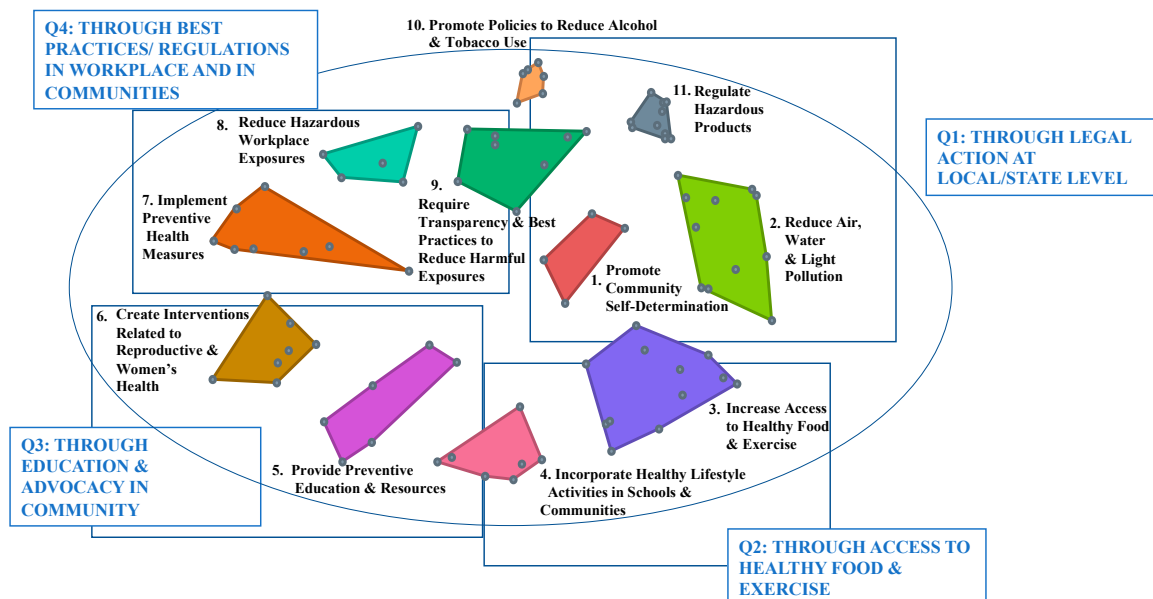 Q4: THROUGH BEST
PRACTICES/ REGULATIONS
IN WORKPLACE AND IN
COMMUNITIES
10. Promote Policies to Reduce Alcohol
& Tobacco Use
11. Regulate
Hazardous
Products
Q1: THROUGH LEGAL
ACTION AT
LOCAL/STATE LEVEL
8. Reduce Hazardous
Workplace
Exposures
9.
Require
Transparency & Best
Practices to
Reduce Harmful
Exposures
7. Implement
Preventive
Health
Measures
2. Reduce Air,
Water
& Light
Pollution
1. Promote
Community
Self-Determination
6. Create Interventions
Related to
Reproductive &
Women's
Health
3. Increase Access
to Healthy Food
& Exercise
Q3: THROUGH
EDUCATION &
ADVOCACY IN
COMMUNITY
5. Provide Preventive
Education & Resources
4. Incorporate Healthy Lifestyle
Activities in Schools &
Communities
Q2: THROUGH ACCESS TO
HEALTHY FOOD &
EXERCISE